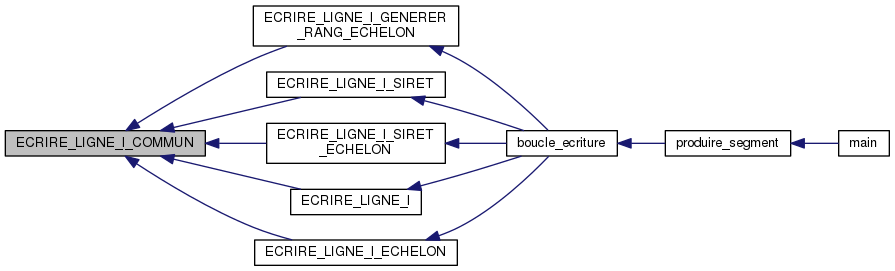 ECRIRE_LIGNE_I_GENERER
_RANG_ECHELON
ECRIRE_LIGNE_I_SIRET
ECRIRE_LIGNE_I_COMMUN
ECRIRE_LIGNE_I_SIRET
_ECHELON
boucle_ecriture
produire_segment
main
ECRIRE_LIGNE_I
ECRIRE_LIGNE_I_ECHELON